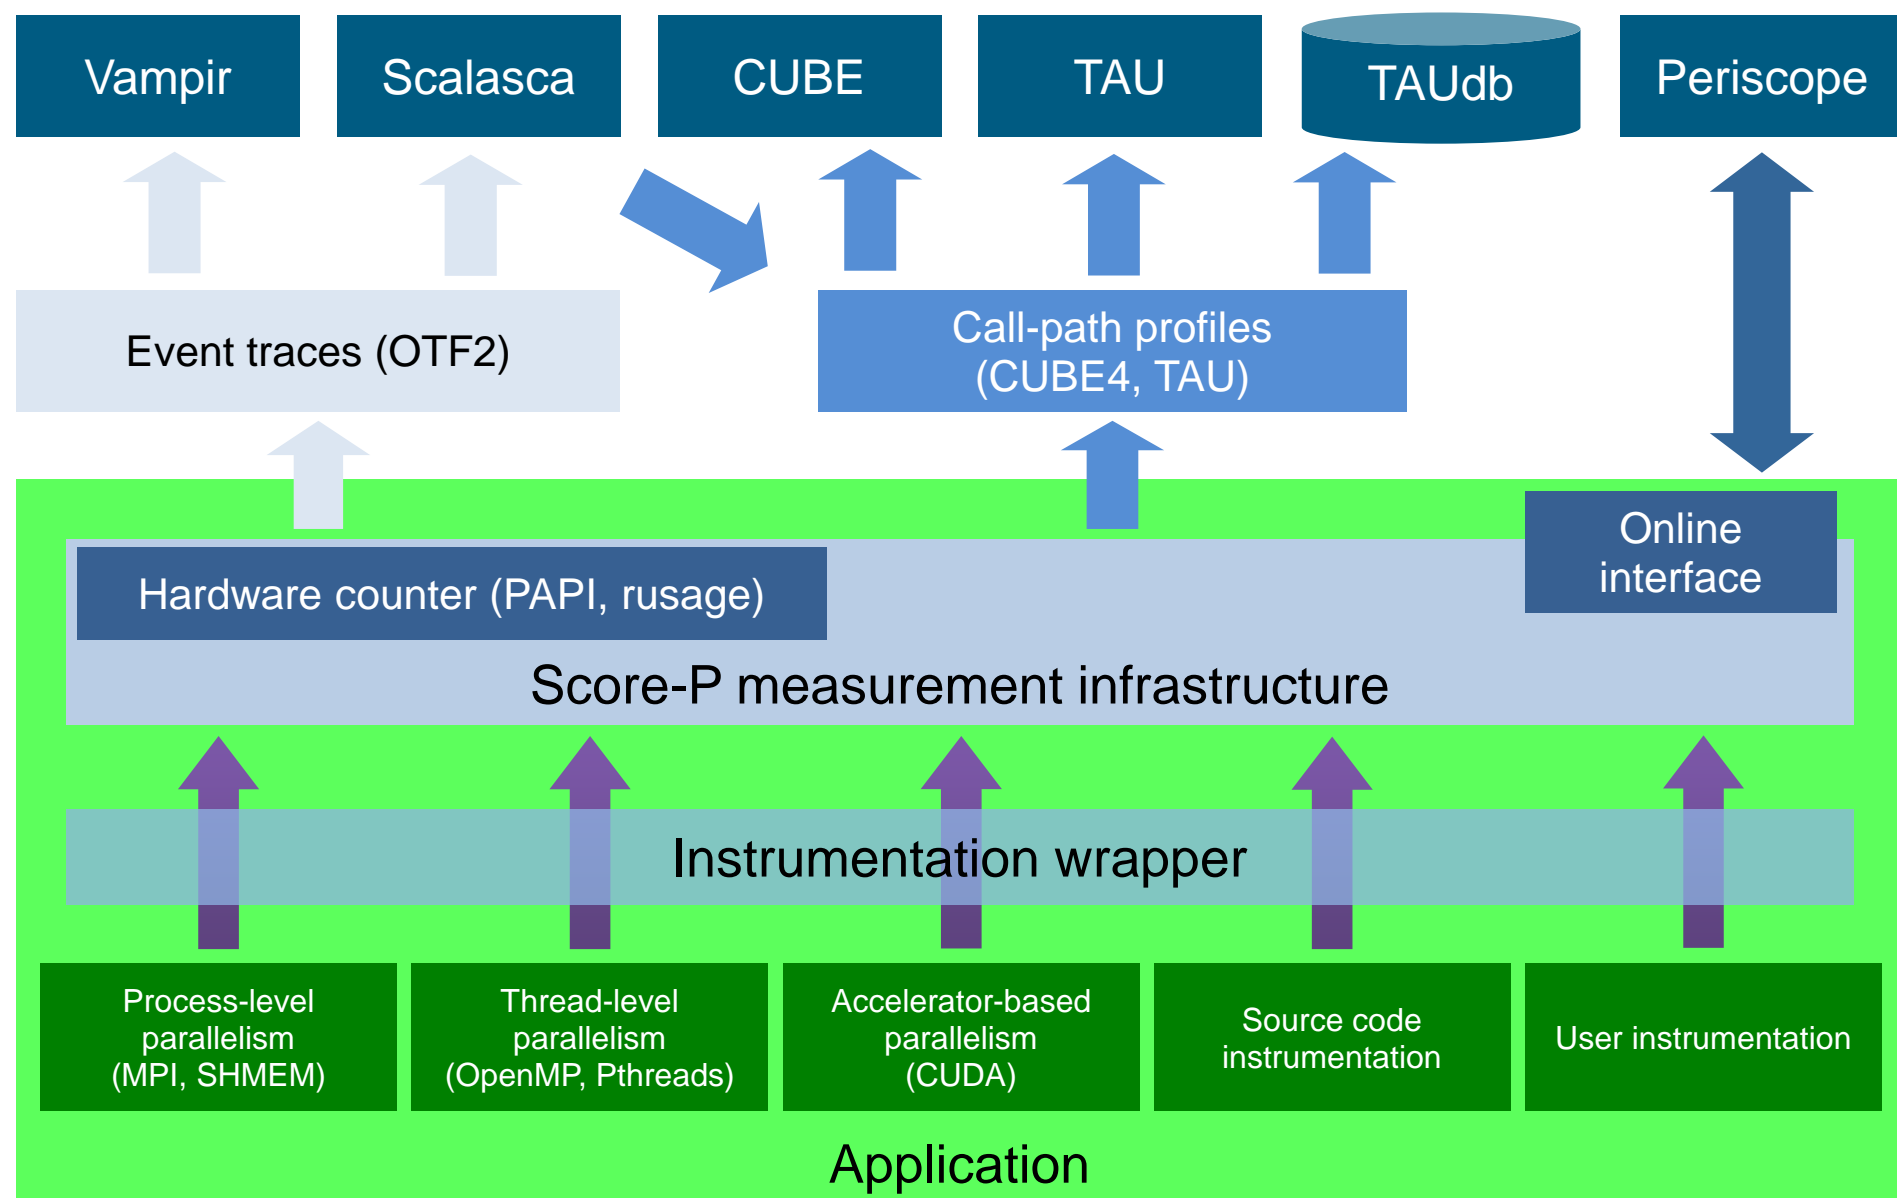 Vampir
Scalasca
CUBE
TAU
TAUdb
Periscope
Event traces (OTF2)
Call-path profiles
(CUBE4, TAU)
Online
interface
Hardware counter (PAPI, rusage)
Score-P measurement infrastructure
Instrumentation wrapper
Process-level
parallelism
(MPI, SHMEM)
Thread-level
parallelism
(OpenMP, Pthreads)
Accelerator-based
parallelism
(CUDA)
Source code
instrumentation
User instrumentation
Application